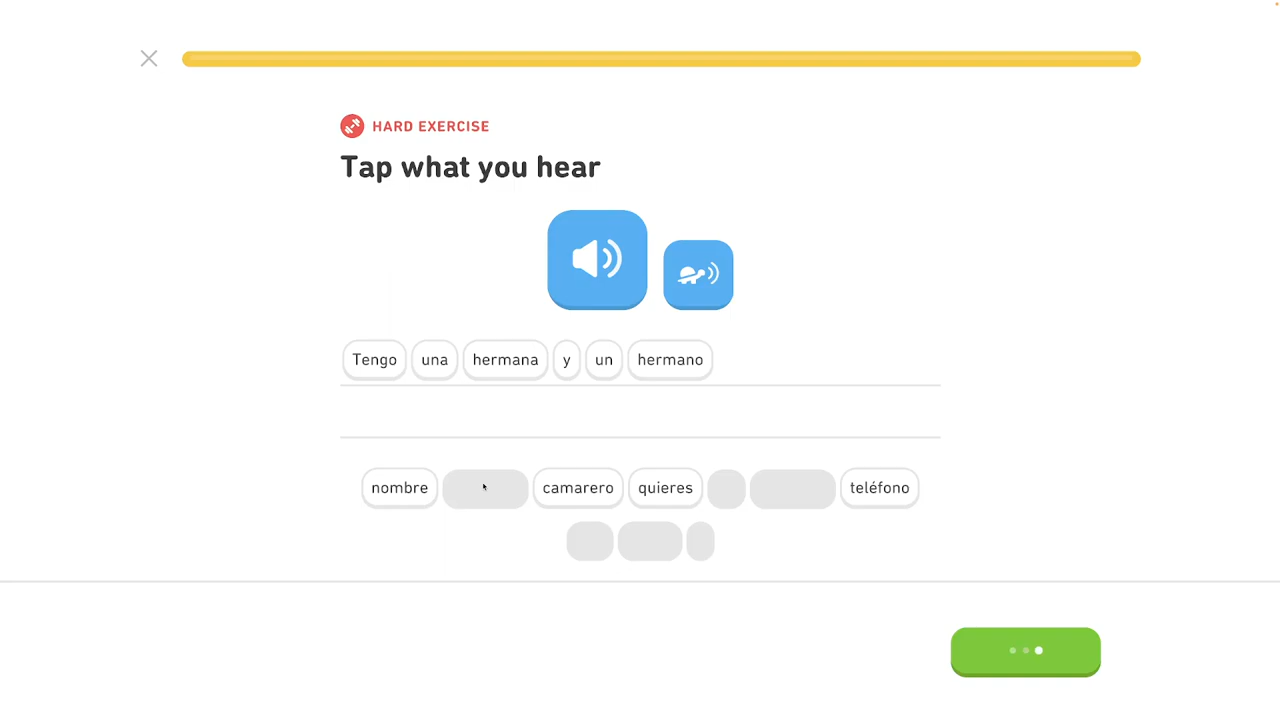 HARD EXERCISE
Tap what you hear
Tengo una hermana y un hermano
nombre camarero quieres teléfono